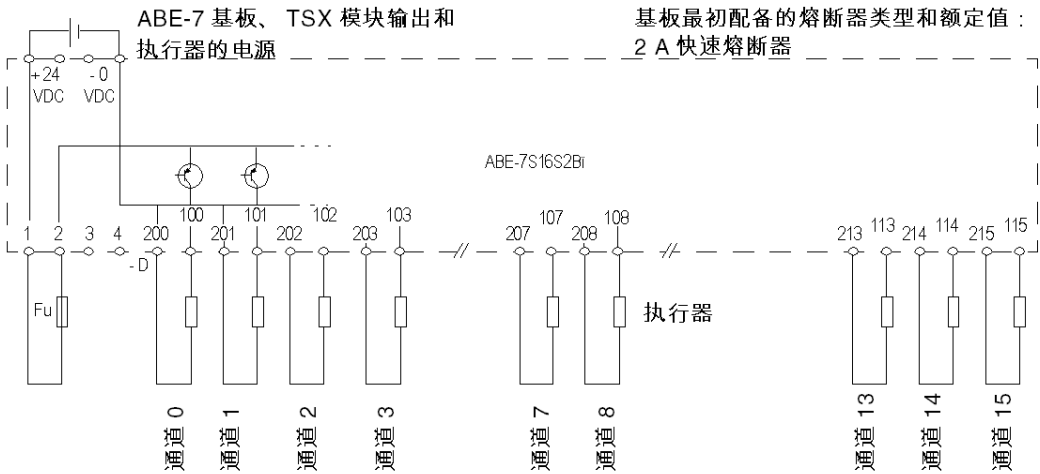 ABE-7 基板、 TSX 模块输出和
执行器的电源
基板最初配备的熔断器类型和额定值：
2 A 快速熔断器
+24 - 0
VDC VDC
ABE-7S16S2Bi
1 2 3 4 200 100 201 101 202 102 203 103 207 107 208 108 213 113 214 114 215 115
- D
Fu
执行器
通道 0
通道 1
通道 2
通道 3
通道 7
通道 8
通道 13
通道 14
通道 15